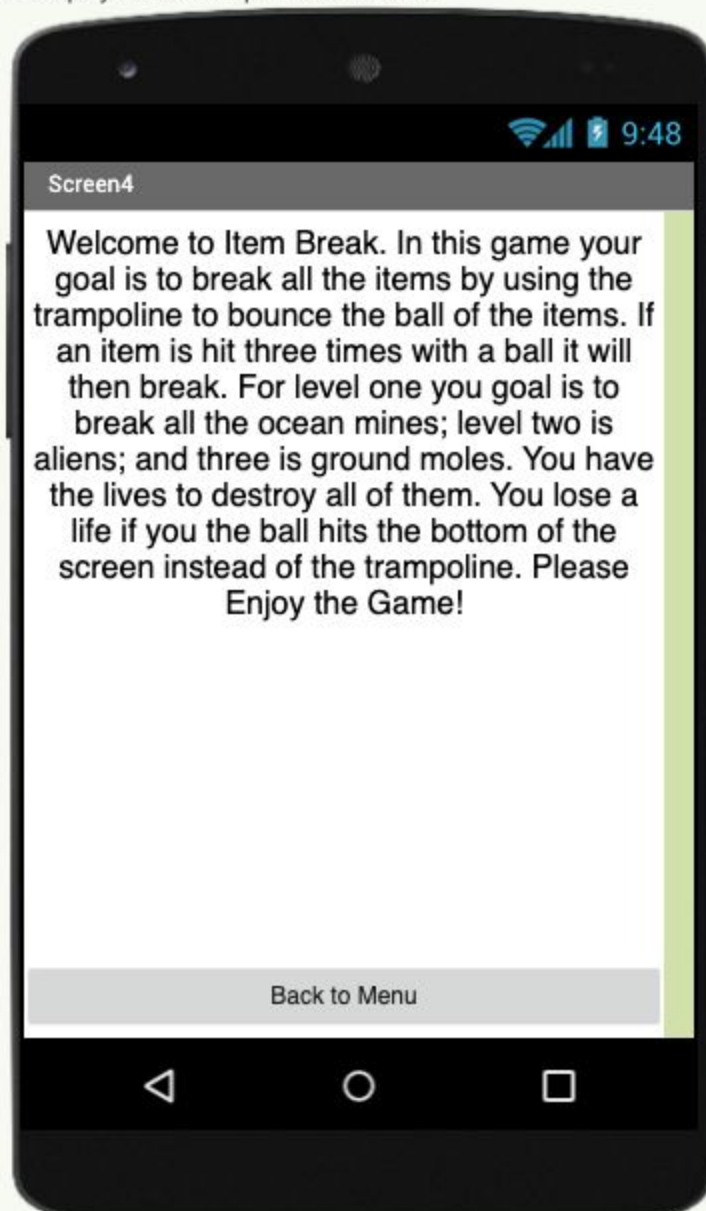 9:48
Screen4
Welcome to Item Break. In this game your
goal is to break all the items by using the
trampoline to bounce the ball of the items. If
an item is hit three times with a ball it will
then break. For level one you goal is to
break all the ocean mines; level two is
aliens; and three is ground moles. You have
the lives to destroy all of them. You lose a
life if you the ball hits the bottom of the
screen instead of the trampoline. Please
Enjoy the Game!
Back to Menu